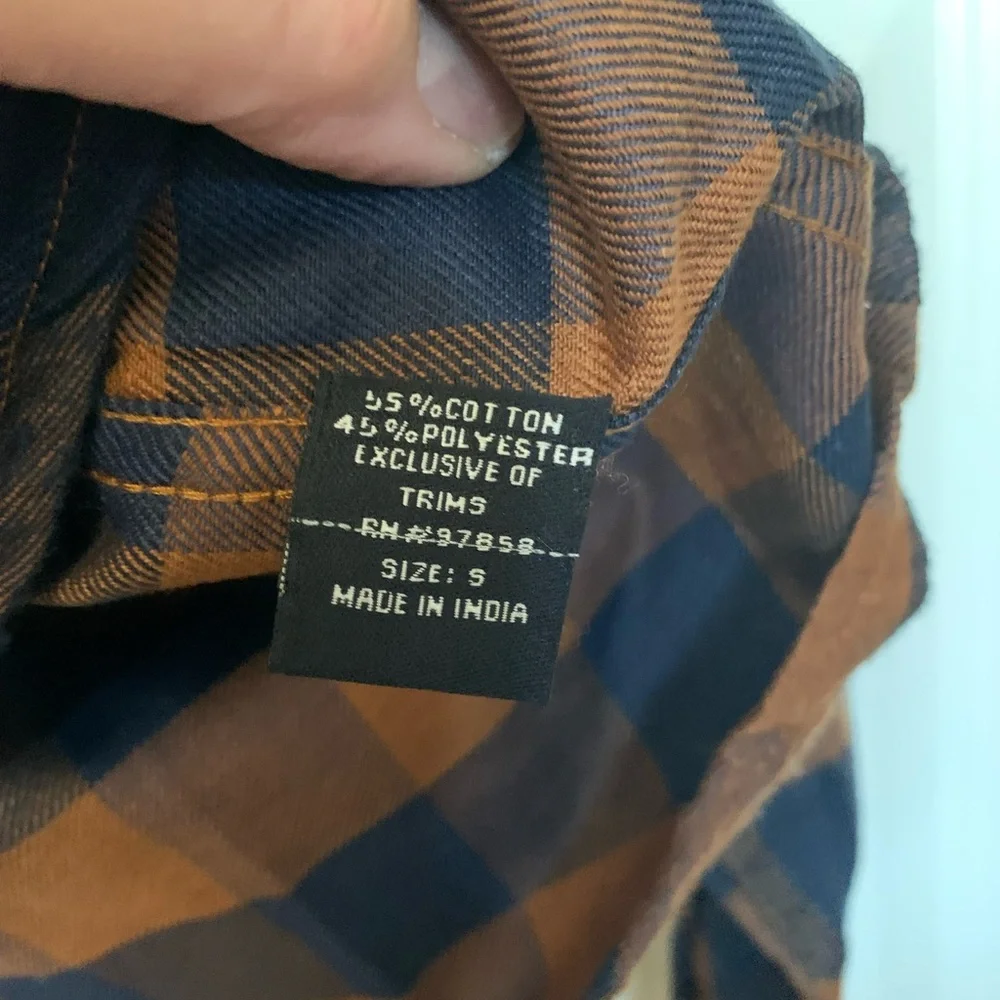 55%COTTON
45%POLYESTER
EXCLUSIVE OF
TRIMS
RN#97858
SIZE: S
MADE IN INDIA